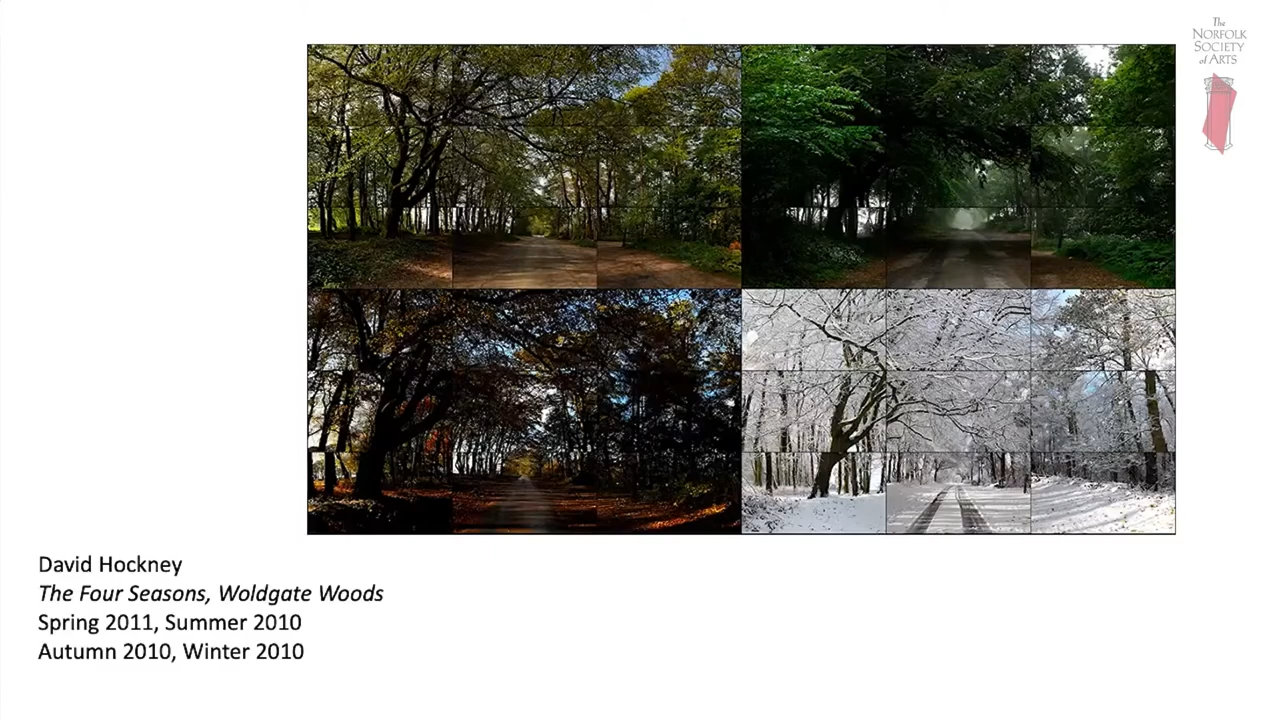 The
NORFOLK
SOCIETY
of ARTS
David Hockney
The Four Seasons, Woldgate Woods
Spring 2011, Summer 2010
Autumn 2010, Winter 2010